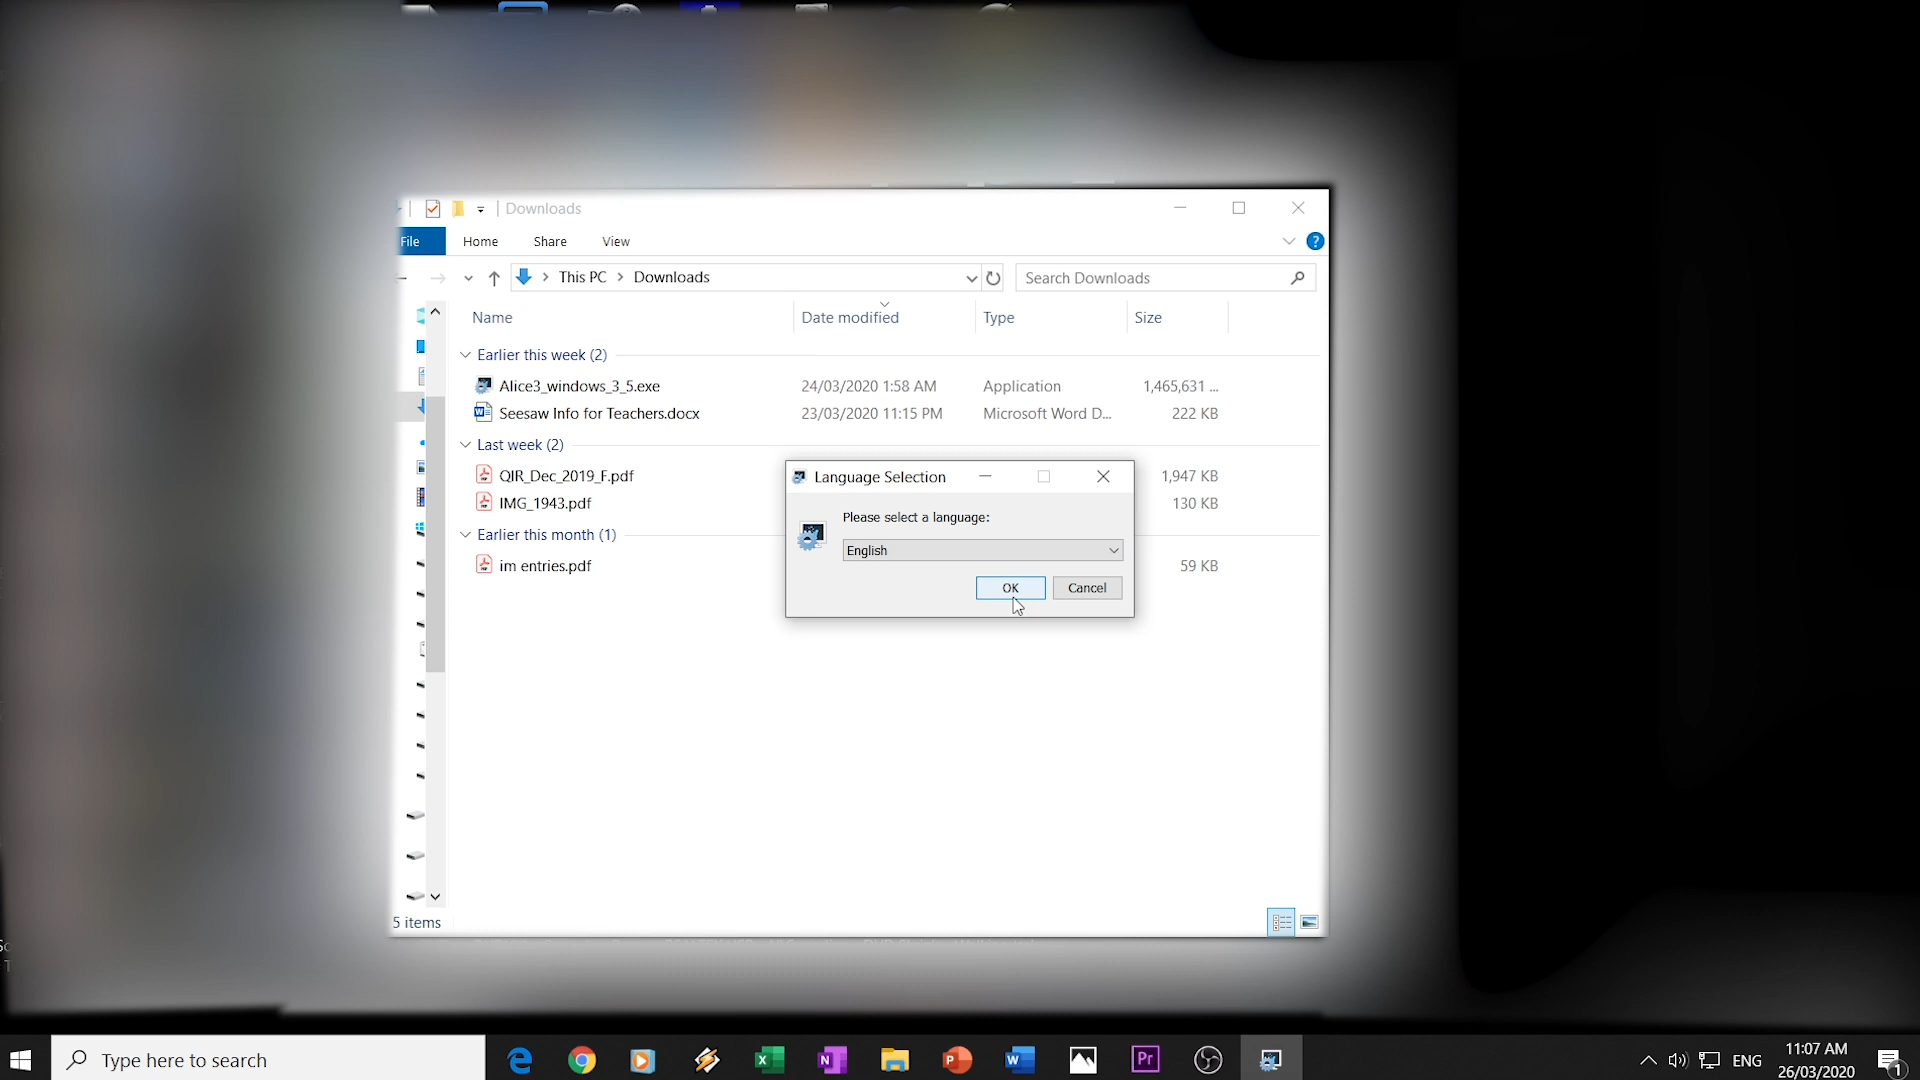 Downloads
File Home Share View
This PC > Downloads
Search Downloads
Name Date modified Type Size
Earlier this week (2)
Alice3_windows_3_5.exe 24/03/2020 1:58 AM Application 1,465,631 ...
Seesaw Info for Teachers.docx 23/03/2020 11:15 PM Microsoft Word D... 222 KB
Last week (2)
QIR_Dec_2019_F.pdf 1,947 KB
IMG_1943.pdf 130 KB
Earlier this month (1)
im entries.pdf 59 KB
Language Selection
Please select a language:
English
OK Cancel
5 items
Type here to search
ENG
11:07 AM
26/03/2020
1